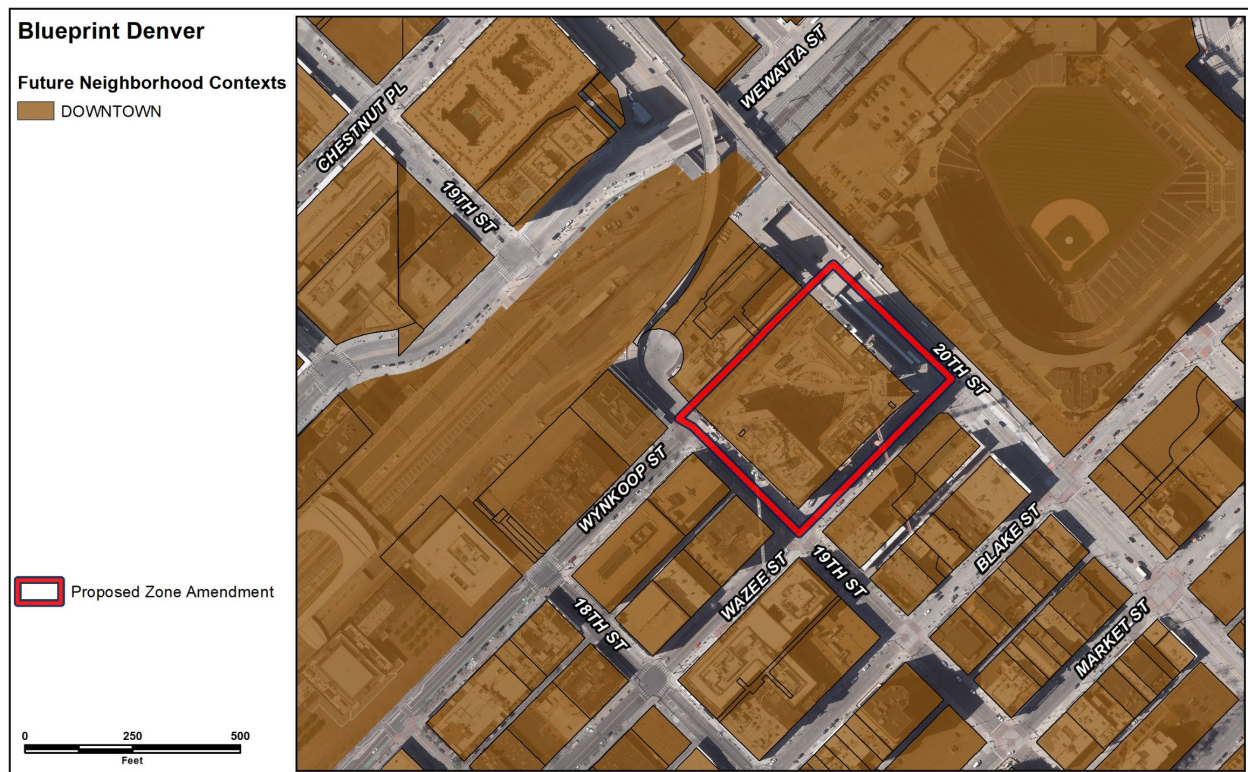 Blueprint Denver
Future Neighborhood Contexts
DOWNTOWN
Proposed Zone Amendment
0 250 500
Feet
WEWATTA ST
CHESTNUT PL
19TH ST
20TH ST
WYNKOOP ST
BLAKE ST
WAZEE ST
19TH ST
18TH ST
MARKET ST